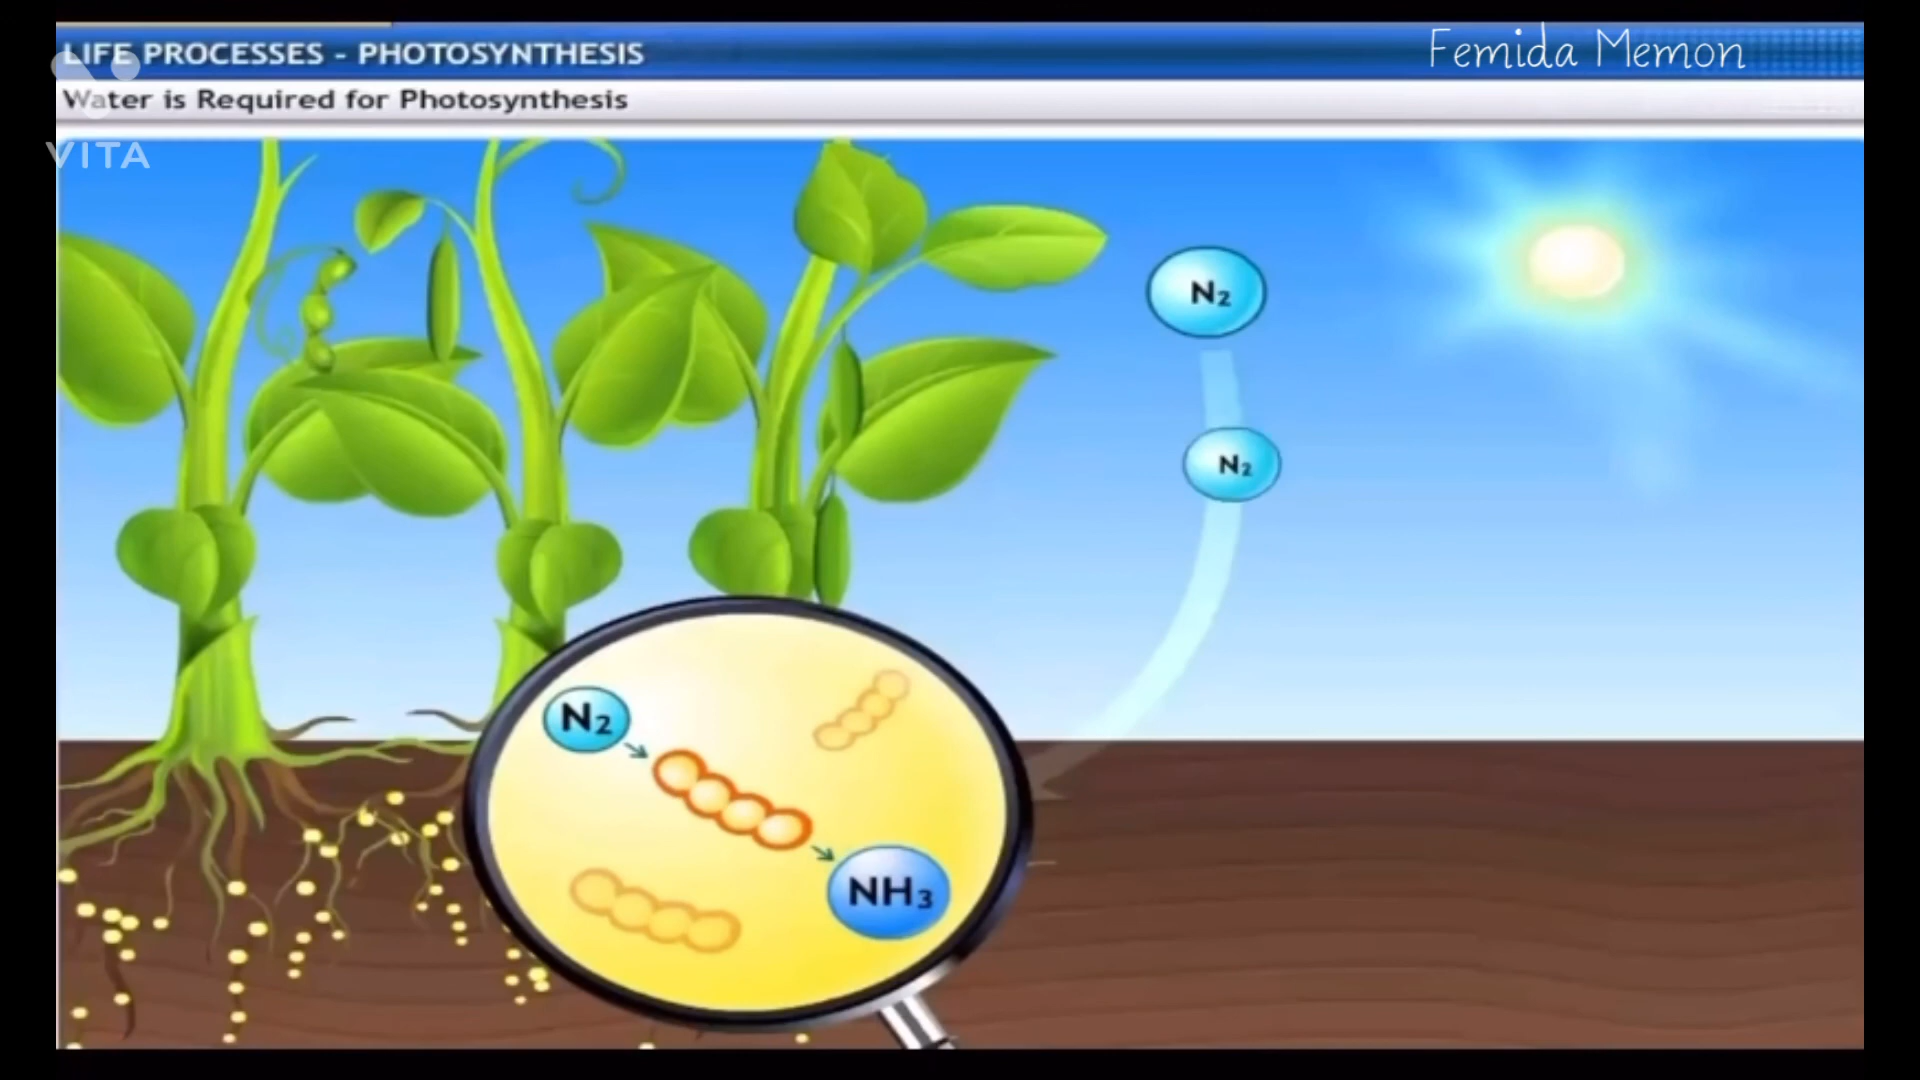 LIFE PROCESSES - PHOTOSYNTHESIS
Femida Memon
Water is Required for Photosynthesis
VITA
N₂
N₂
N₂
NH₃